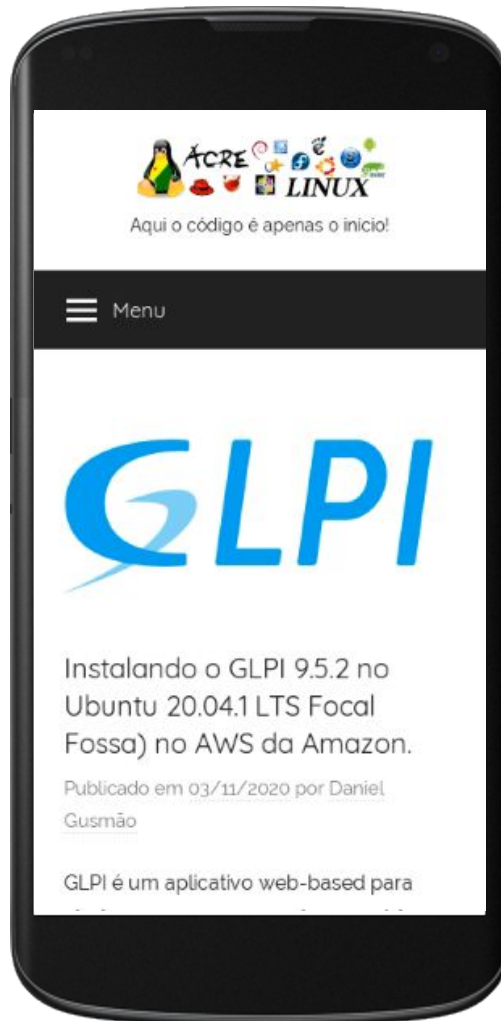 ACRE
LINUX
Aqui o código é apenas o inicio!
Menu
GLPI
Instalando o GLPI 9.5.2 no
Ubuntu 20.04.1 LTS Focal
Fossa) no AWS da Amazon.
Publicado em 03/11/2020 por Daniel
Gusmão
GLPI é um aplicativo web-based para